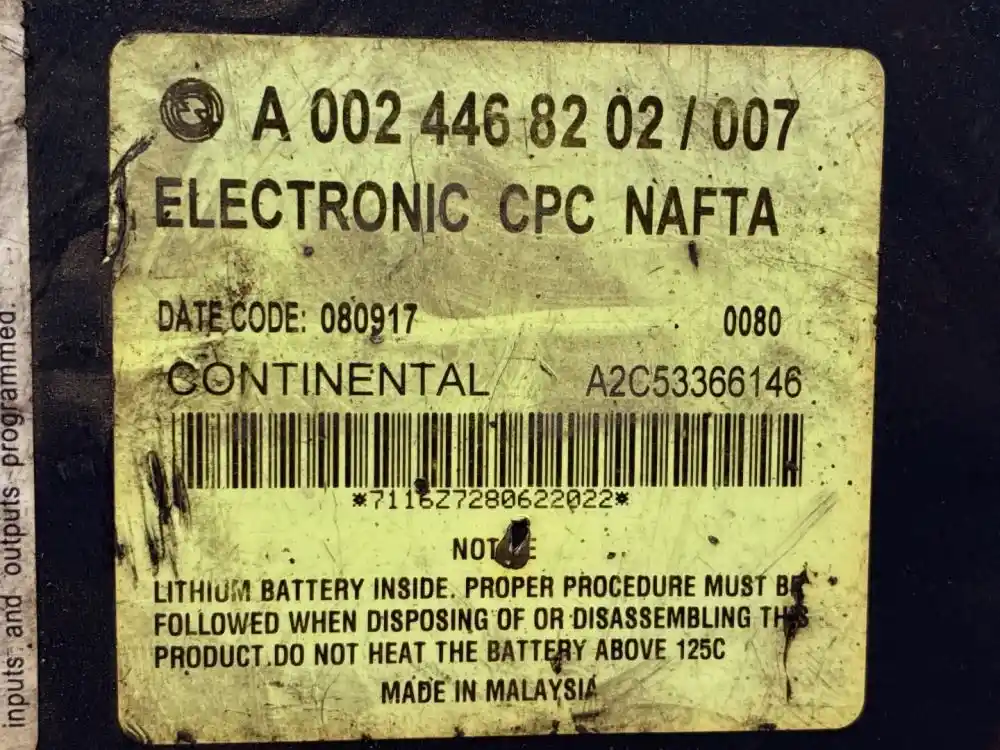 A 002 446 82 02 / 007
ELECTRONIC CPC NAFTA
DATE CODE: 080917 0080
CONTINENTAL A2C53366146
*7116Z7280622022*
LITHIUM BATTERY INSIDE. PROPER PROCEDURE MUST BE
FOLLOWED WHEN DISPOSING OF OR DISASSEMBLING THIS
PRODUCT.DO NOT HEAT THE BATTERY ABOVE 125C
MADE IN MALAYSIA
inputs and outputs programmed.